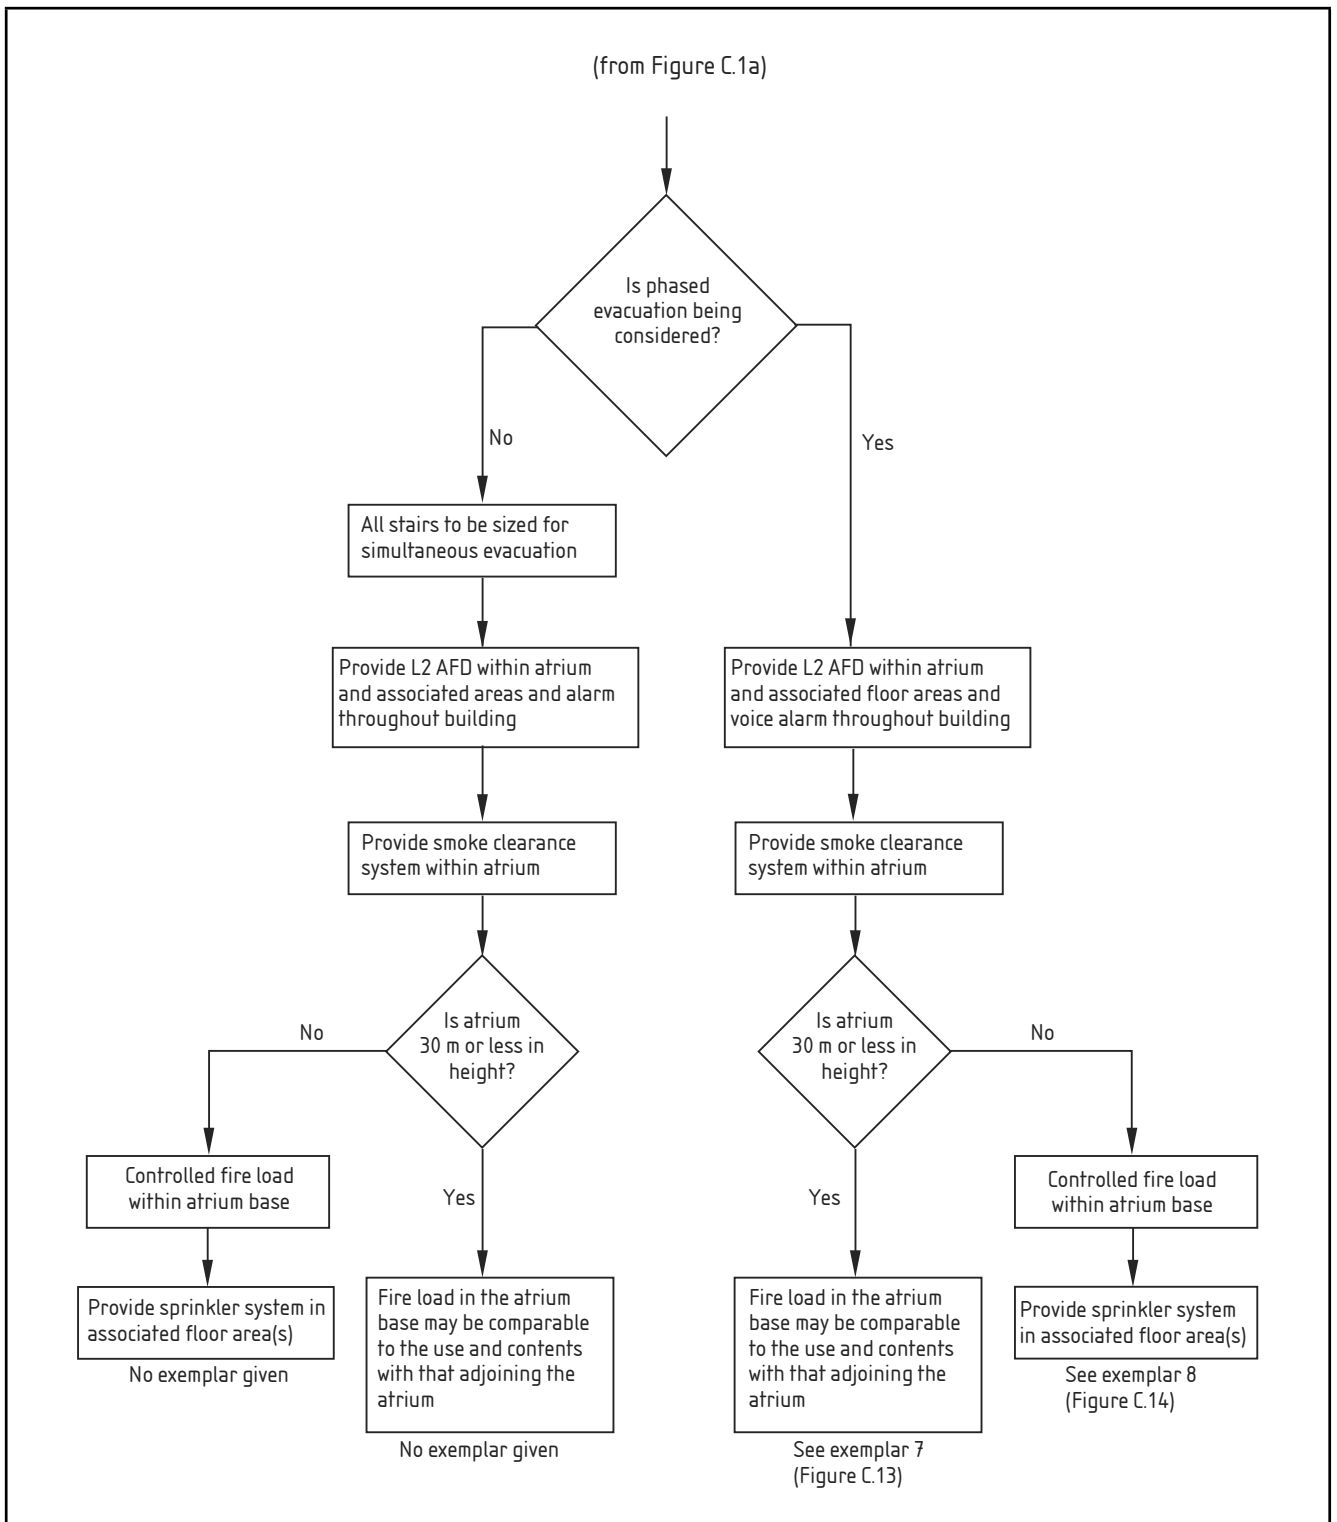 (from Figure C.1a)
Is phased
evacuation being
considered?
No
Yes
All stairs to be sized for
simultaneous evacuation
Provide L2 AFD within atrium
and associated areas and alarm
throughout building
Provide L2 AFD within atrium
and associated floor areas and
voice alarm throughout building
Provide smoke clearance
system within atrium
Provide smoke clearance
system within atrium
Is atrium
30 m or less in
height?
Is atrium
30 m or less in
height?
No
No
Controlled fire load
within atrium base
Yes
Yes
Controlled fire load
within atrium base
Provide sprinkler system in
associated floor area(s)
No exemplar given
Fire load in the atrium
base may be comparable
to the use and contents
with that adjoining the
atrium
No exemplar given
Fire load in the atrium
base may be comparable
to the use and contents
with that adjoining the
atrium
See exemplar 7
(Figure C.13)
Provide sprinkler system
in associated floor area(s)
See exemplar 8
(Figure C.14)